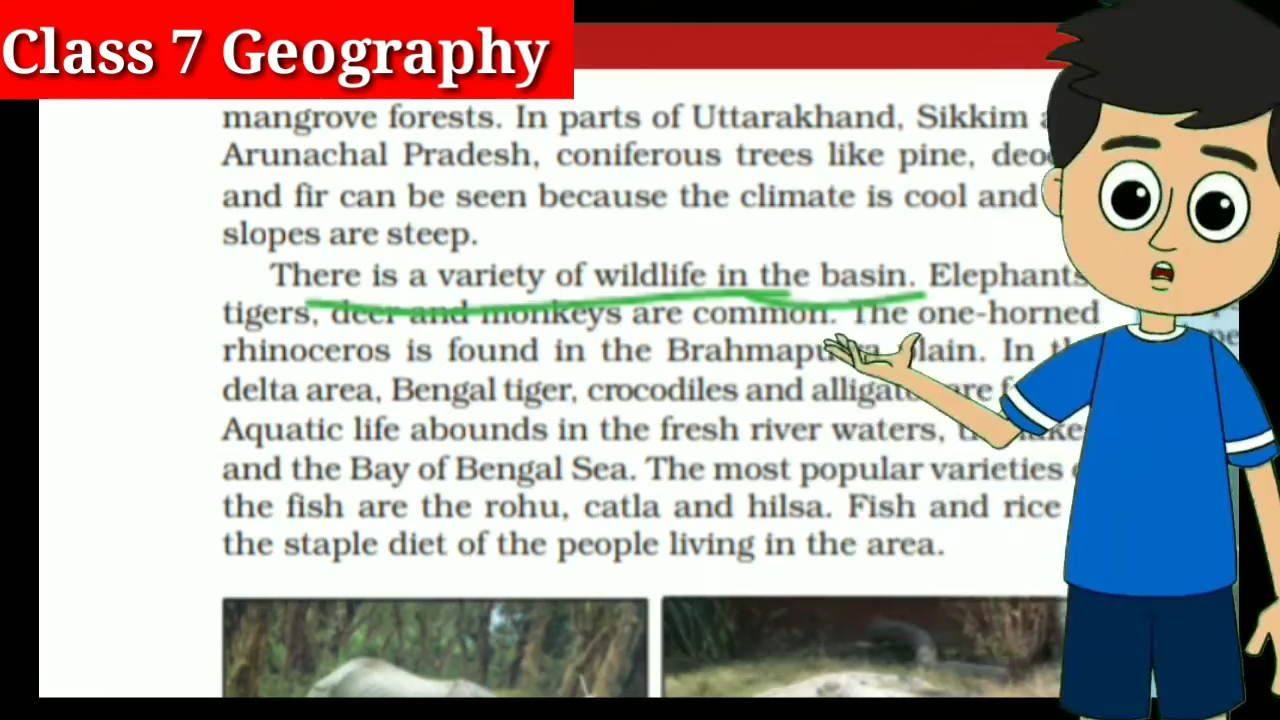 Class 7 Geography
mangrove forests. In parts of Uttarakhand, Sikkim
Arunachal Pradesh, coniferous trees like pine,
and fir can be seen because the climate is cool and
slopes are steep.
There is a variety of wildlife in the basin. Elephants
tigers, deer and monkeys are common. The one-horned
rhinoceros is found in the Brahmaputra plain. In
delta area, Bengal tiger, crocodiles and alligator are
Aquatic life abounds in the fresh river waters,
and the Bay of Bengal Sea. The most popular varieties
the fish are the rohu, catla and hilsa. Fish and rice
the staple diet of the people living in the area.